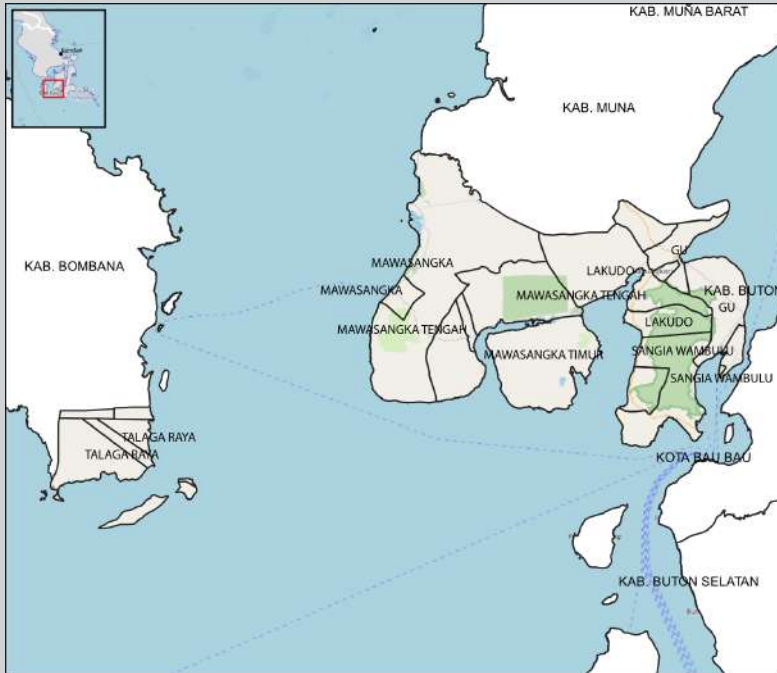 KAB. MUÑA BARAT
Kendari
KAB. MUNA
KAB. BOMBANA
GU
MAWASANGKA
LAKUDO
MAWASANGKA
MAWASANGKA TENGAH
KAB. BUTON
GU
LAKUDO
MAWASANGKA TENGAH
SANGIA WAMBULU
MAWASANGKA TIMUR
SANGIA WAMBULU
TALAGA RAYA
TALAGA RAYA
KOTA BAU BAU
KAB. BUTON SELATAN